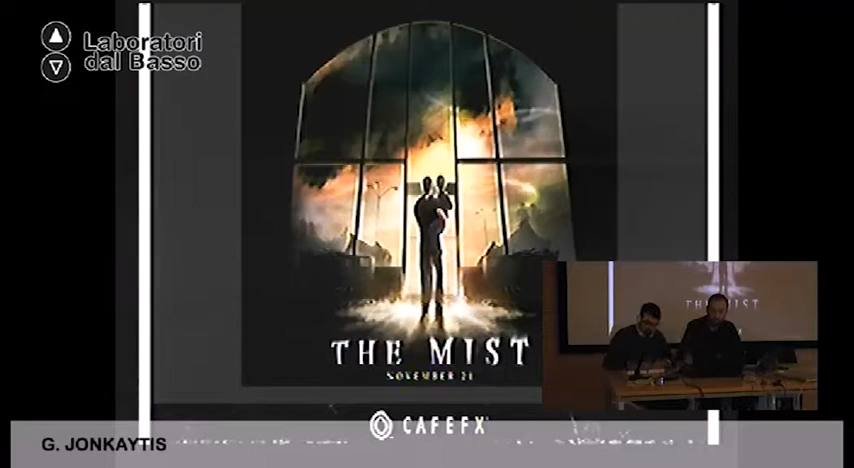 Laboratori
dal Basso
THE MIST
NOVEMBER 21
THE MIST
CAFEFX
G. JONKAYTIS